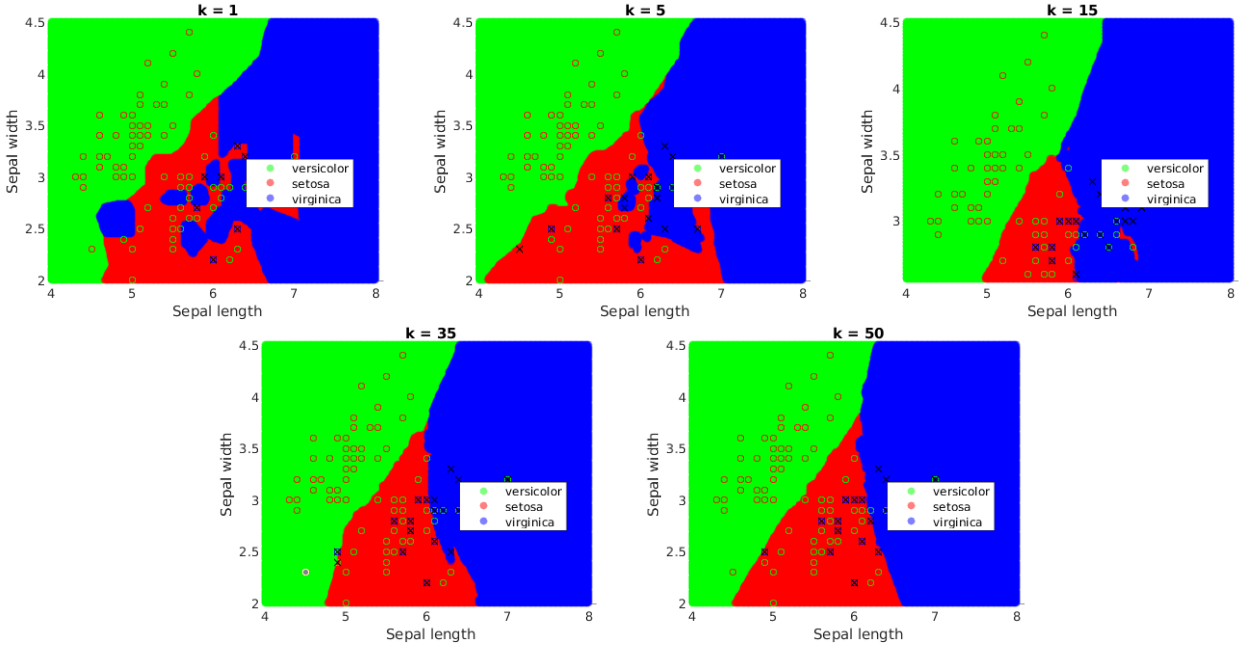 k = 1
4.5
4
3.5
3
2.5
2
4
5
6
7
8
Sepal width
Sepal length
versicolor
setosa
virginica
k = 5
4.5
4
3.5
3
2.5
2
4
5
6
7
8
Sepal width
Sepal length
versicolor
setosa
virginica
k = 15
4.5
4
3.5
3
4
5
6
7
8
Sepal width
Sepal length
versicolor
setosa
virginica
k = 35
4.5
4
3.5
3
2.5
2
4
5
6
7
8
Sepal width
Sepal length
versicolor
setosa
virginica
k = 50
4.5
4
3.5
3
2.5
2
4
5
6
7
8
Sepal width
Sepal length
versicolor
setosa
virginica